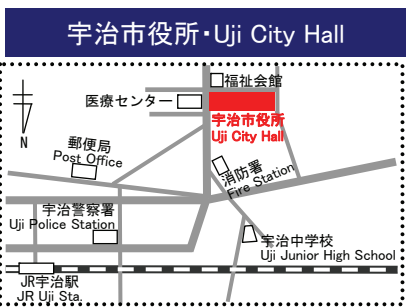 宇治市役所・Uji City Hall
福祉会館
医療センター
宇治市役所
Uji City Hall
N
郵便局
Post Office
消防署
Fire Station
宇治警察署
Uji Police Station
宇治中学校
Uji Junior High School
JR宇治駅
JR Uji Sta.